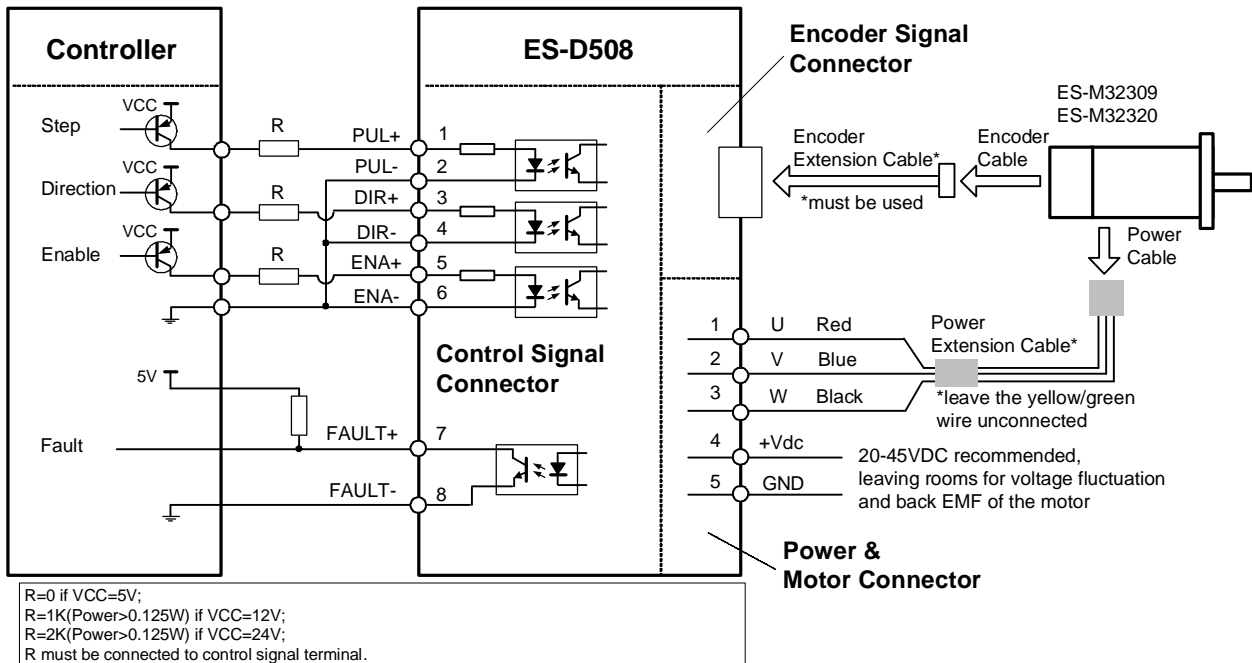 Controller
ES-D508
Encoder Signal
Connector
ES-M32309
ES-M32320
VCC
Step
R
PUL+
1
PUL-
2
VCC
Direction
R
DIR+
3
DIR-
4
VCC
Enable
R
ENA+
5
ENA-
6
Encoder
Extension Cable*
*must be used
Encoder
Cable
Power
Cable
Control Signal
Connector
1
U
Red
2
V
Blue
3
W
Black
Power
Extension Cable*
*leave the yellow/green
wire unconnected
4
+Vdc
5
GND
20-45VDC recommended,
leaving rooms for voltage fluctuation
and back EMF of the motor
5V
Fault
FAULT+
7
FAULT-
8
Power &
Motor Connector
R=0 if VCC=5V;
R=1K(Power>0.125W) if VCC=12V;
R=2K(Power>0.125W) if VCC=24V;
R must be connected to control signal terminal.